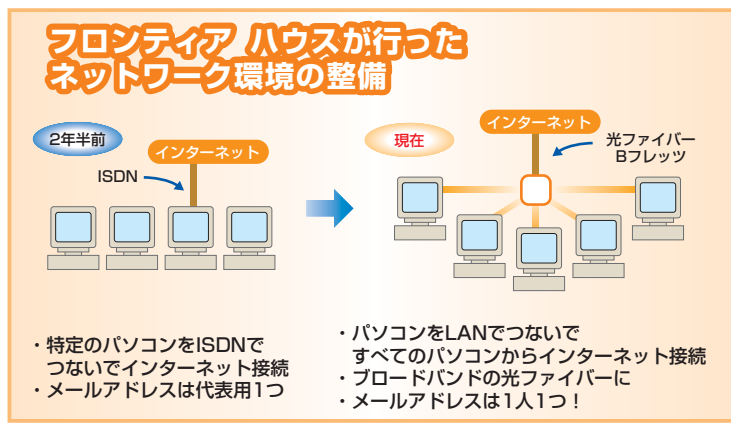 フロンティア ハウスが行った
ネットワーク環境の整備
2年半前
インターネット
ISDN
現在
インターネット
光ファイバー
Bフレッツ
・特定のパソコンをISDNで
つないでインターネット接続
・メールアドレスは代表用1つ
・パソコンをLANでつないで
すべてのパソコンからインターネット接続
・ブロードバンドの光ファイバーに
・メールアドレスは1人1つ！